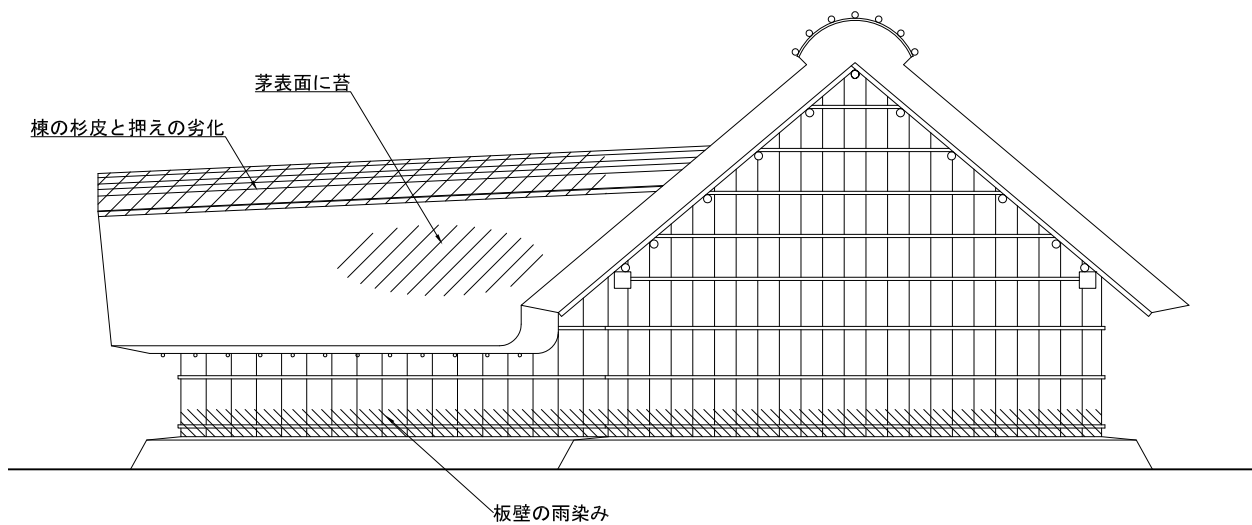 茅表面に苔
棟の杉皮と押えの劣化
板壁の雨染み